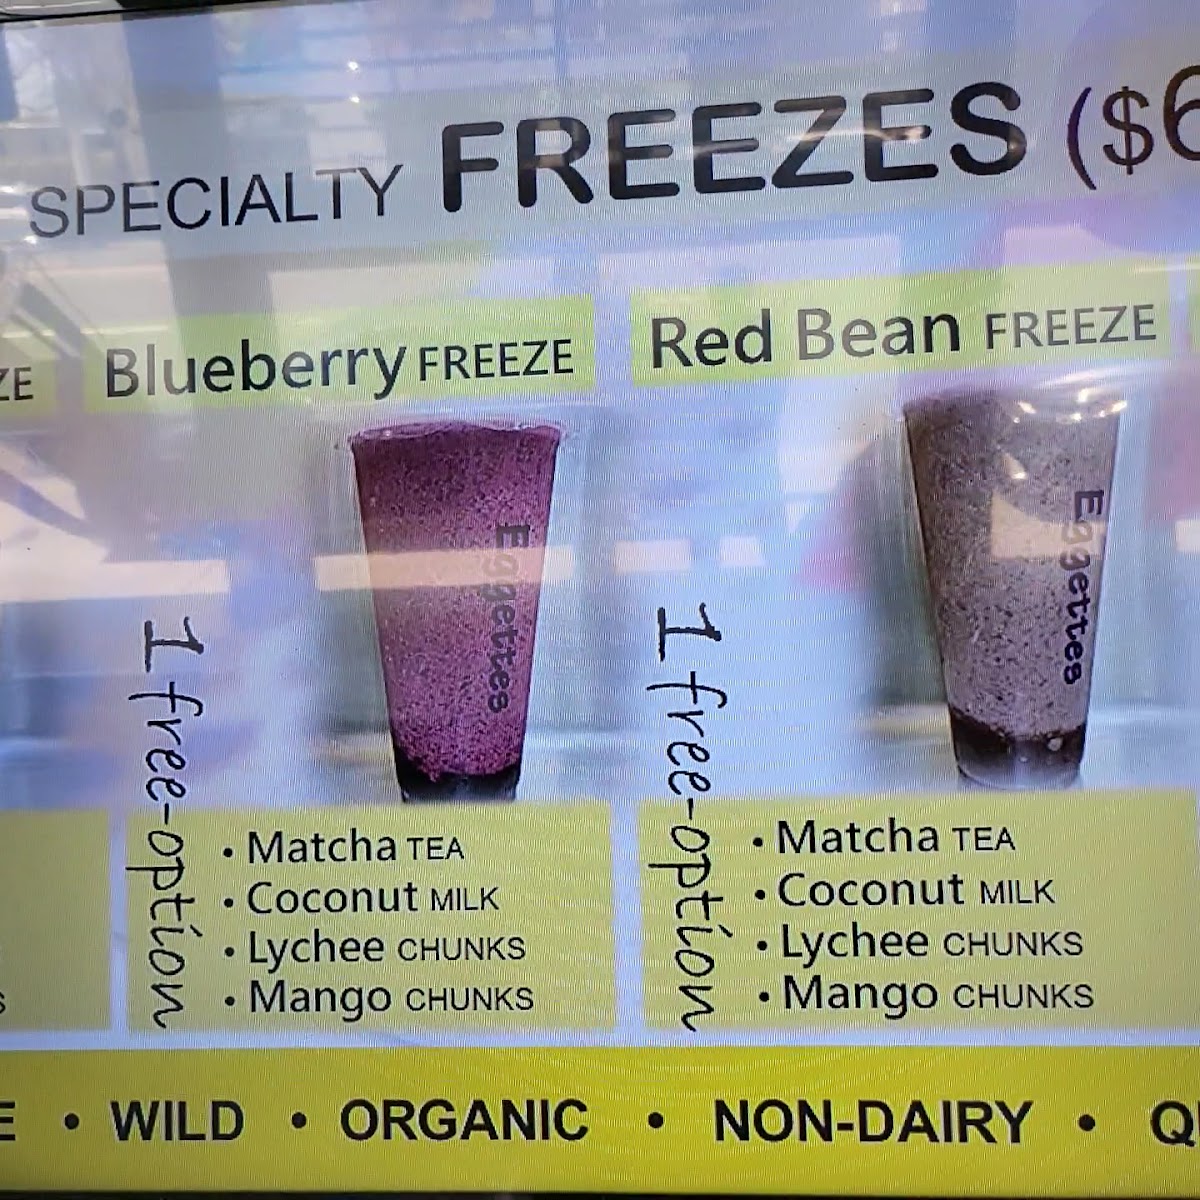 SPECIALTY FREEZES ($6
ZE
Blueberry FREEZE
Red Bean FREEZE
Eggettes
Eggettes
1 free-option
• Matcha TEA
• Coconut MILK
• Lychee CHUNKS
• Mango CHUNKS
1 free-option
• Matcha TEA
• Coconut MILK
• Lychee CHUNKS
• Mango CHUNKS
S
E • WILD • ORGANIC • NON-DAIRY • QU